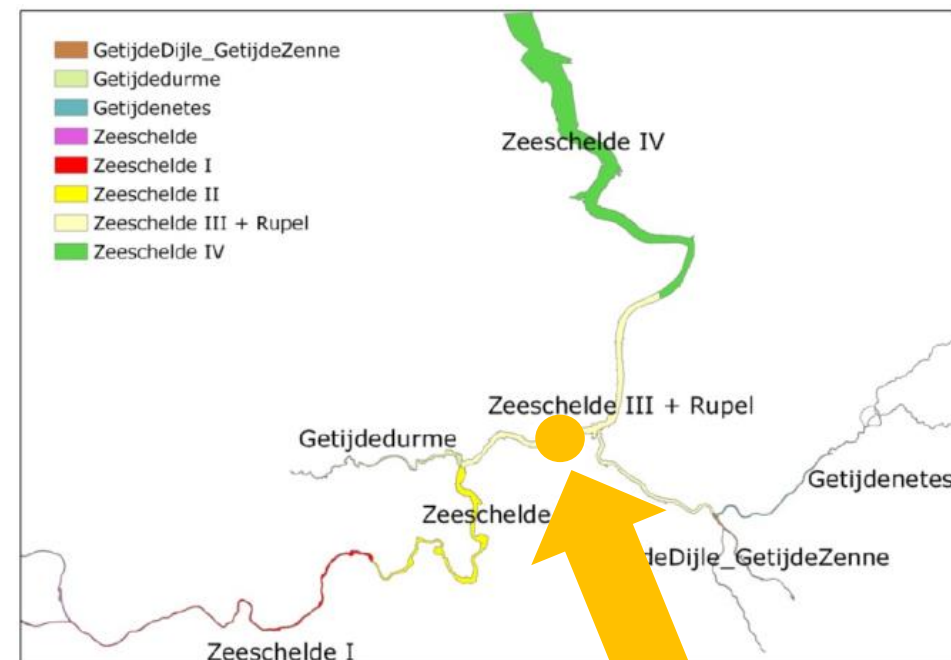 GetijdeDijle_GetijdeZenne
Getijdedurme
Getijdenetes
Zeeschelde
Zeeschelde I
Zeeschelde II
Zeeschelde III + Rupel
Zeeschelde IV
Zeeschelde IV
Zeeschelde III + Rupel
Getijdedurme
Getijdenetes
Zeeschelde
deDijle_GetijdeZenne
Zeeschelde I